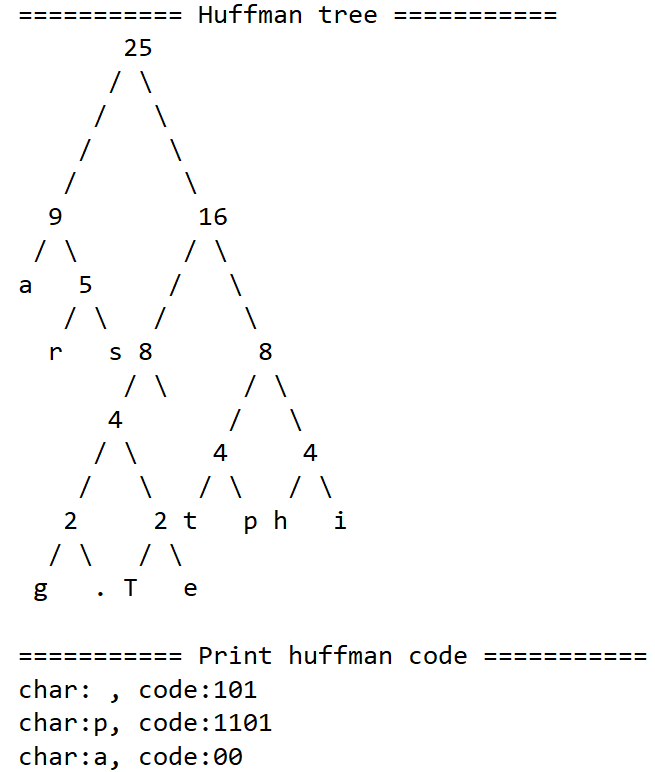 =========== Huffman tree ===========
       25
      / \
     /   \
    /     \
   /       \
  9         16
 / \       / \
a   5     /   \
   / \   /     \
  r   s 8       8
       / \     / \
      4       /   \
     / \     4     4
    /   \   / \   / \
   2     2 t   p h   i
  / \   / \
 g   . T   e

=========== Print huffman code ===========
char: , code:101
char:p, code:1101
char:a, code:00